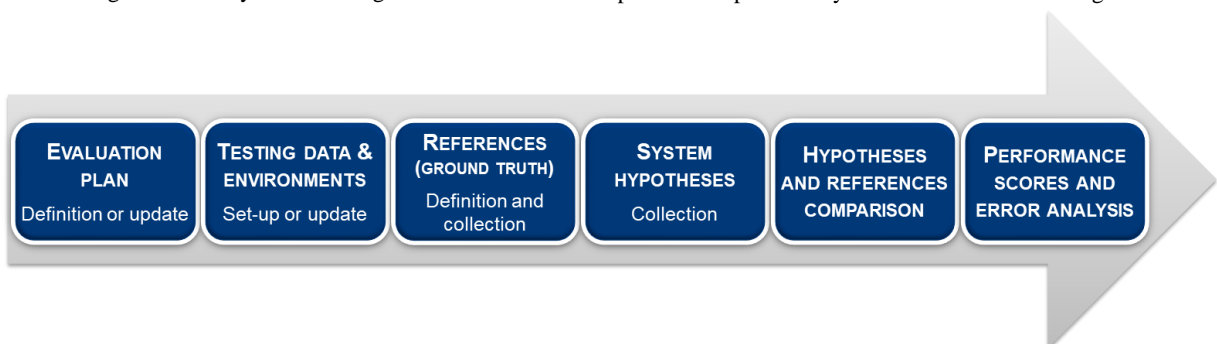 EVALUATION
PLAN
Definition or update
TESTING DATA &
ENVIRONMENTS
Set-up or update
REFERENCES
(GROUND TRUTH)
Definition and
collection
SYSTEM
HYPOTHESES
Collection
HYPOTHESES
AND REFERENCES
COMPARISON
PERFORMANCE
SCORES AND
ERROR ANALYSIS